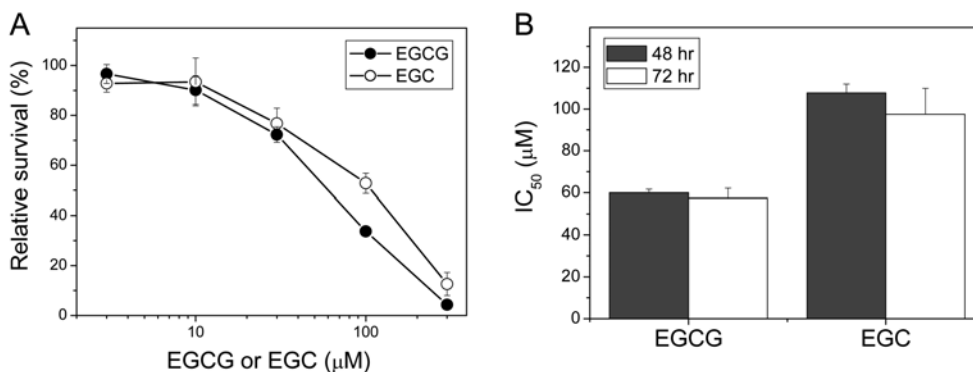 A
EGCG
EGC
Relative survival (%)
100
80
60
40
20
0
10
100
EGCG or EGC (μM)
B
48 hr
72 hr
IC50 (μM)
120
100
80
60
40
20
0
EGCG
EGC